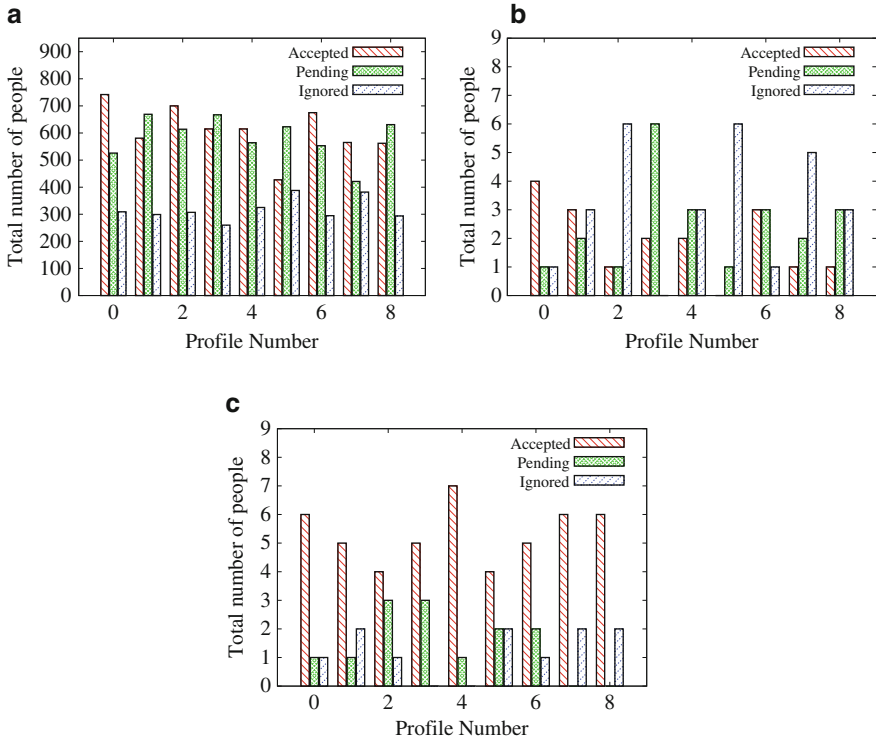 a
Total number of people
900
800
700
600
500
400
300
200
100
0
Accepted
Pending
Ignored
0 2 4 6 8
Profile Number
b
Total number of people
9
8
7
6
5
4
3
2
1
0
Accepted
Pending
Ignored
0 2 4 6 8
Profile Number
c
Total number of people
9
8
7
6
5
4
3
2
1
0
Accepted
Pending
Ignored
0 2 4 6 8
Profile Number